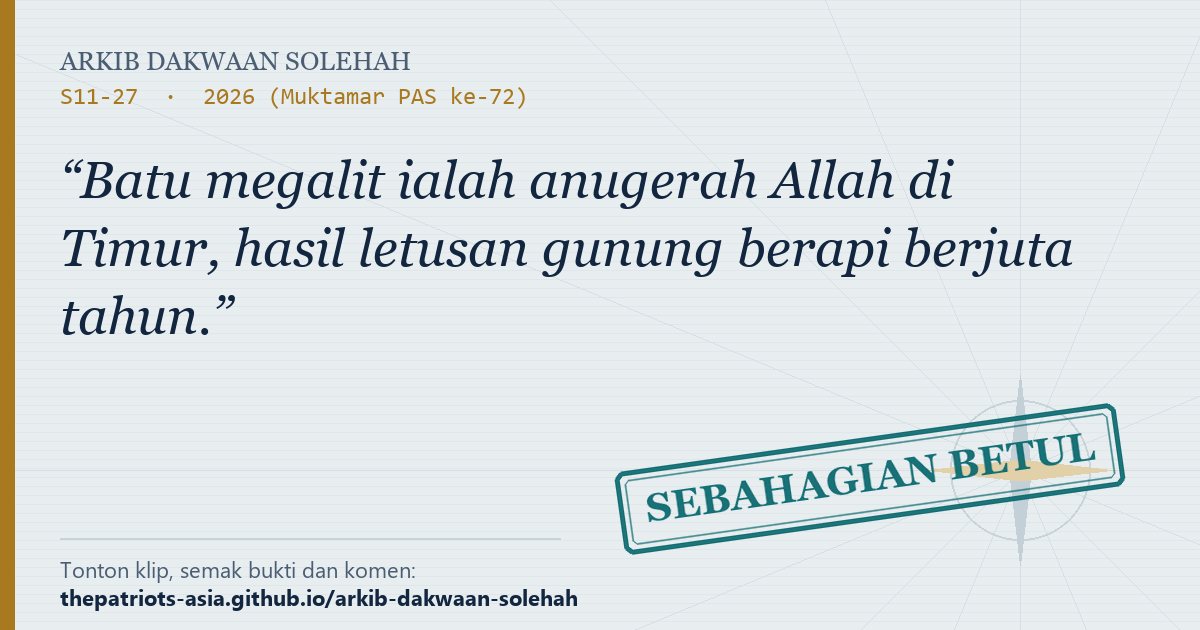 ARKIB DAKWAAN SOLEHAH
S11-27 · 2026 (Muktamar PAS ke-72)
“Batu megalit ialah anugerah Allah di
Timur, hasil letusan gunung berapi berjuta
tahun.”
SEBAHAGIAN BETUL
Tonton klip, semak bukti dan komen:
thepatriots-asia.github.io/arkib-dakwaan-solehah